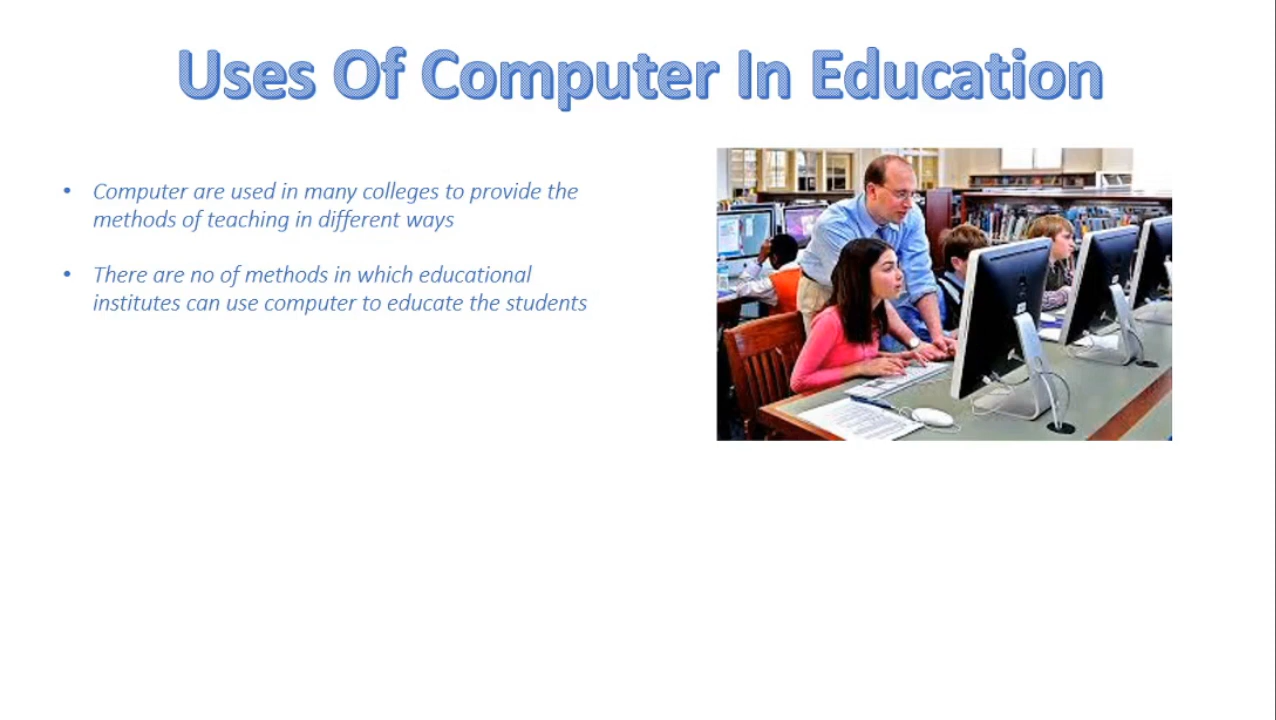 Uses Of Computer In Education
• Computer are used in many colleges to provide the
methods of teaching in different ways
• There are no of methods in which educational
institutes can use computer to educate the students